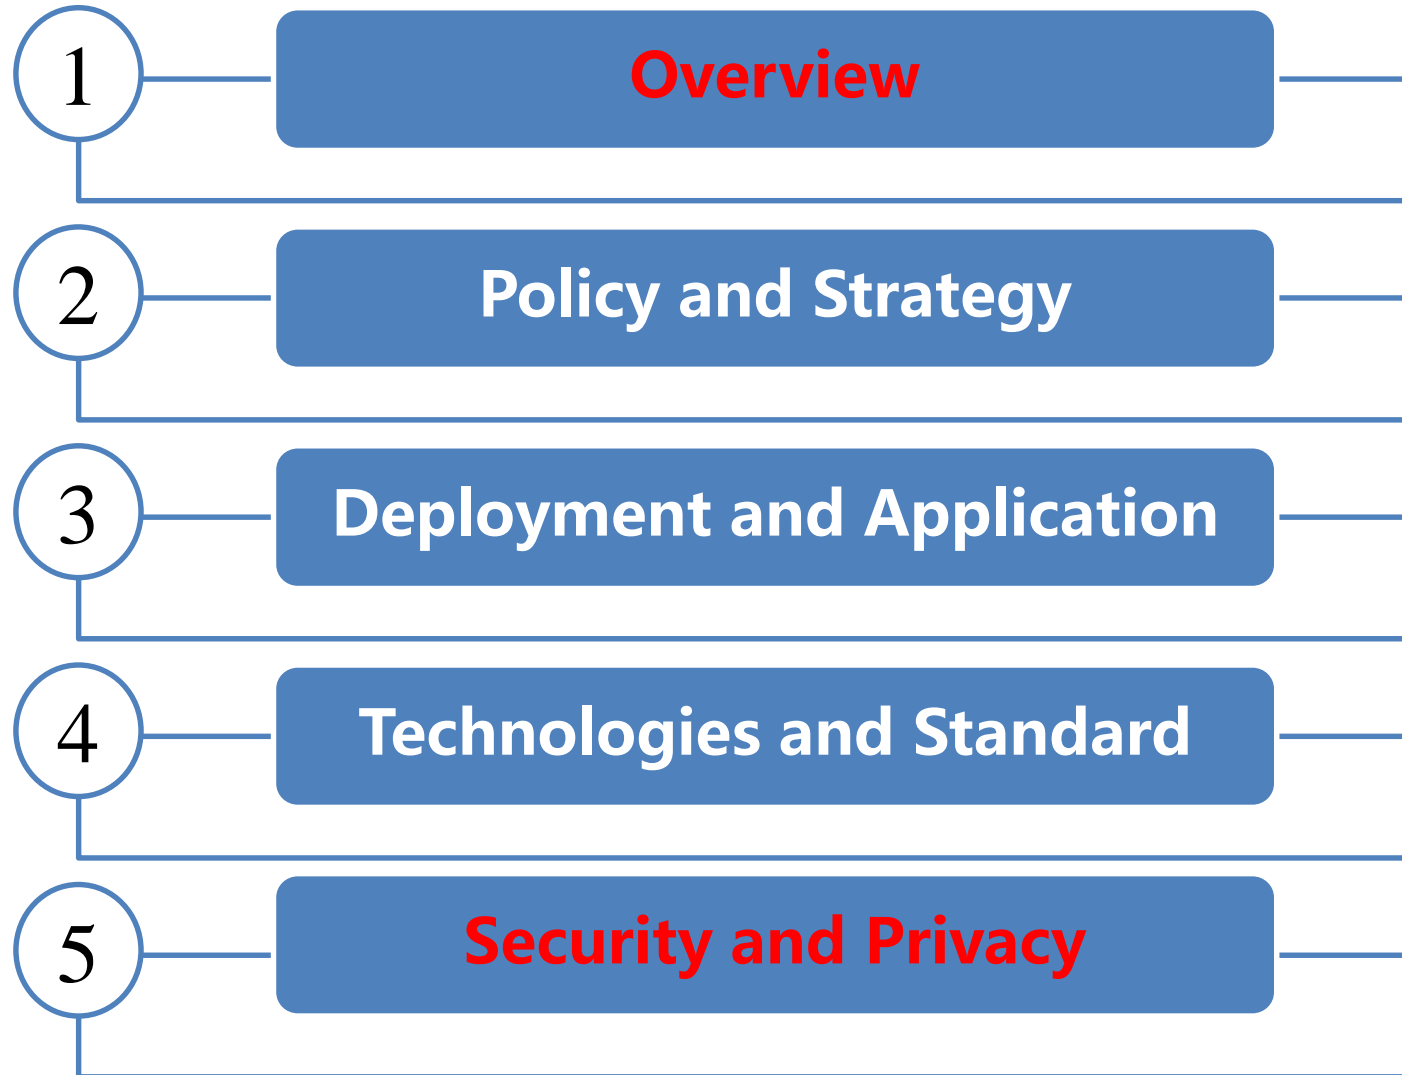 1
Overview
2
Policy and Strategy
3
Deployment and Application
4
Technologies and Standard
5
Security and Privacy